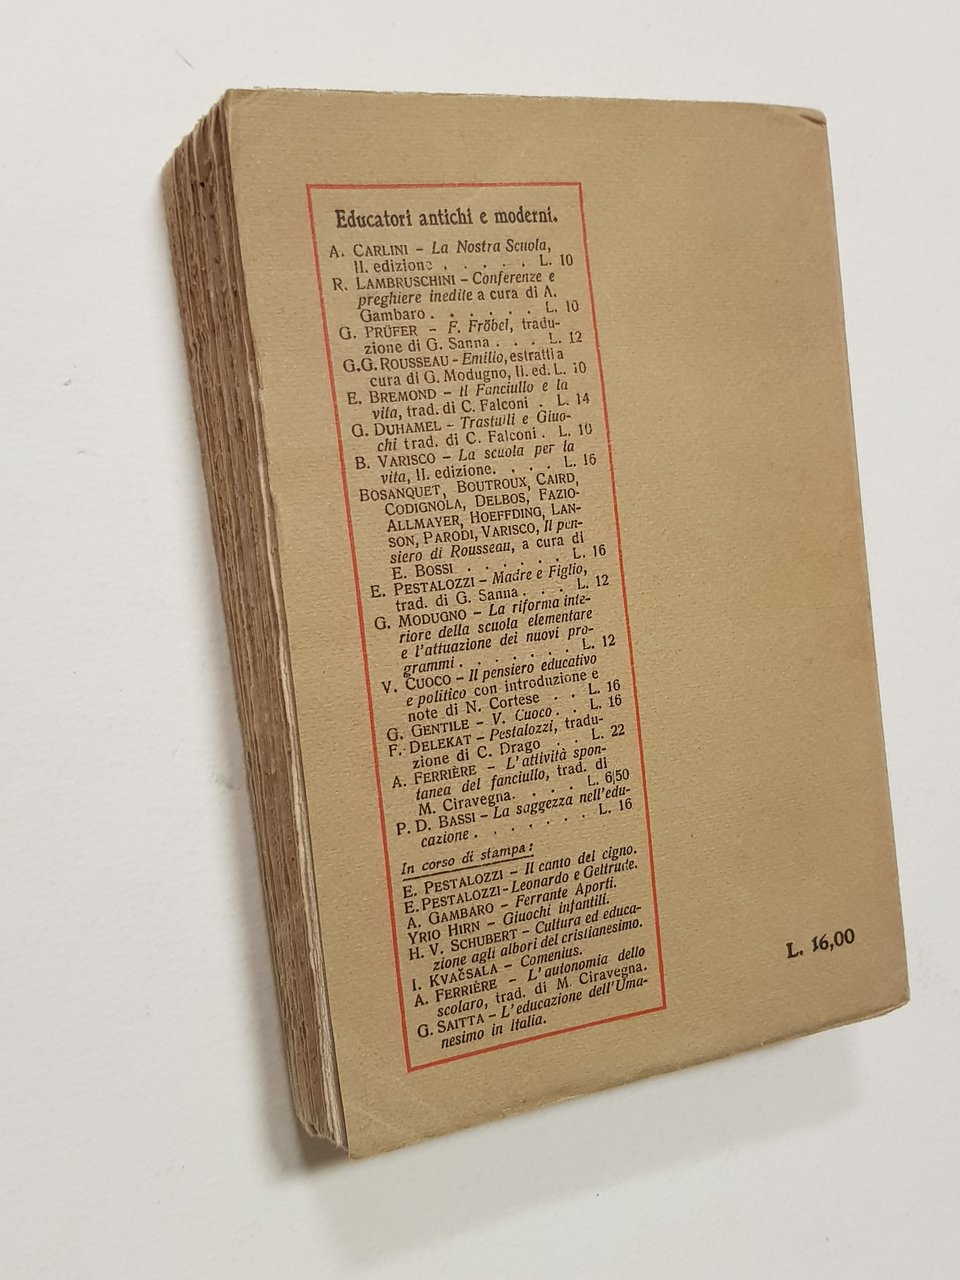 Educatori antichi e moderni.
A. CARLINI – La Nostra Scuola,
II. edizione . . . . . L. 10
R. LAMBRUSCHINI – Conferenze e
preghiere inedite a cura di A.
Gambaro . . . . . . L. 10
G. PRÜFER – F. Fröbel, tradu-
zione di G. Sanna . . . L. 12
G.G. ROUSSEAU - Emilio, estratti a
cura di G. Modugno, II. ed. L. 10
E. BREMOND – Il Fanciullo e la
vita, trad. di C. Falconi . L. 14
G. DUHAMEL – Trastulli e Giuo-
chi trad. di C. Falconi . L. 10
B. VARISCO – La scuola per la
vita, II. edizione. . . . L. 16
BOSANQUET, BOUTROUX, CAIRD,
CODIGNOLA, DELBOS, FAZIO-
ALLMAYER, HOEFFDING, LAN-
SON, PARODI, VARISCO, Il pen-
siero di Rousseau, a cura di
E. BOSSI . . . . . . L. 16
E. PESTALOZZI – Madre e Figlio,
trad. di G. Sanna . . . L. 12
G. MODUGNO – La riforma inte-
riore della scuola elementare
e l'attuazione dei nuovi pro-
grammi . . . . . . . L. 12
V. CUOCO – Il pensiero educativo
e politico con introduzione e
note di N. Cortese . . L. 16
G. GENTILE – V. Cuoco . . L. 16
F. DELEKAT – Pestalozzi, tradu-
zione di C. Drago . . L. 22
A. FERRIÈRE – L'attività spon-
tanea del fanciullo, trad. di
M. Ciravegna. . . . L. 6,50
P. D. BASSI – La saggezza nell'edu-
cazione . . . . . . . L. 16
In corso di stampa:
E. PESTALOZZI – Il canto del cigno.
E. PESTALOZZI - Leonardo e Geltrude.
A. GAMBARO – Ferrante Aporti.
YRIO HIRN – Giuochi infantili.
H. V. SCHUBERT – Cultura ed educa-
zione agli albori del cristianesimo.
I. KVAČSALA – Comenius.
A. FERRIÈRE – L'autonomia dello
scolaro, trad. di M. Ciravegna.
G. SAITTA – L'educazione dell'Uma-
nesimo in Italia.
L. 16,00